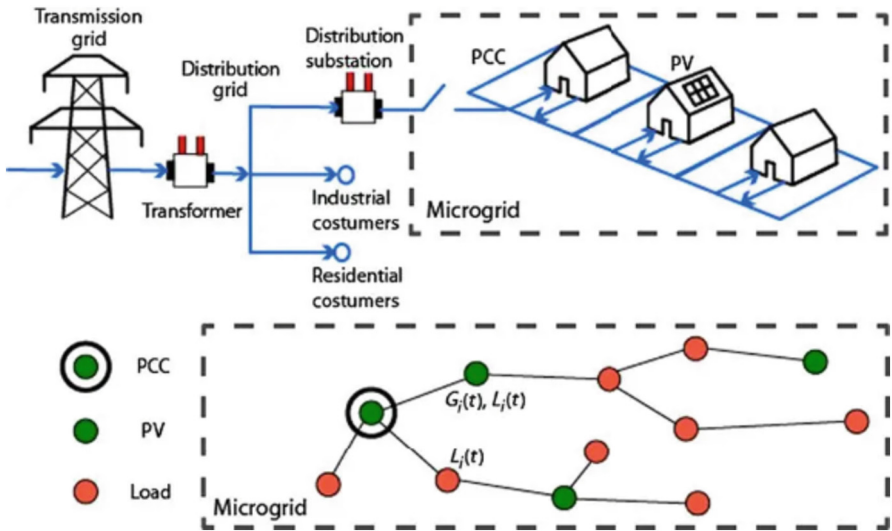 Transmission
grid
Distribution
grid
Distribution
substation
PCC
PV
Transformer
Industrial
costumers
Residential
costumers
Microgrid
PCC
PV
Load
G_i(t), L_i(t)
L_i(t)
Microgrid